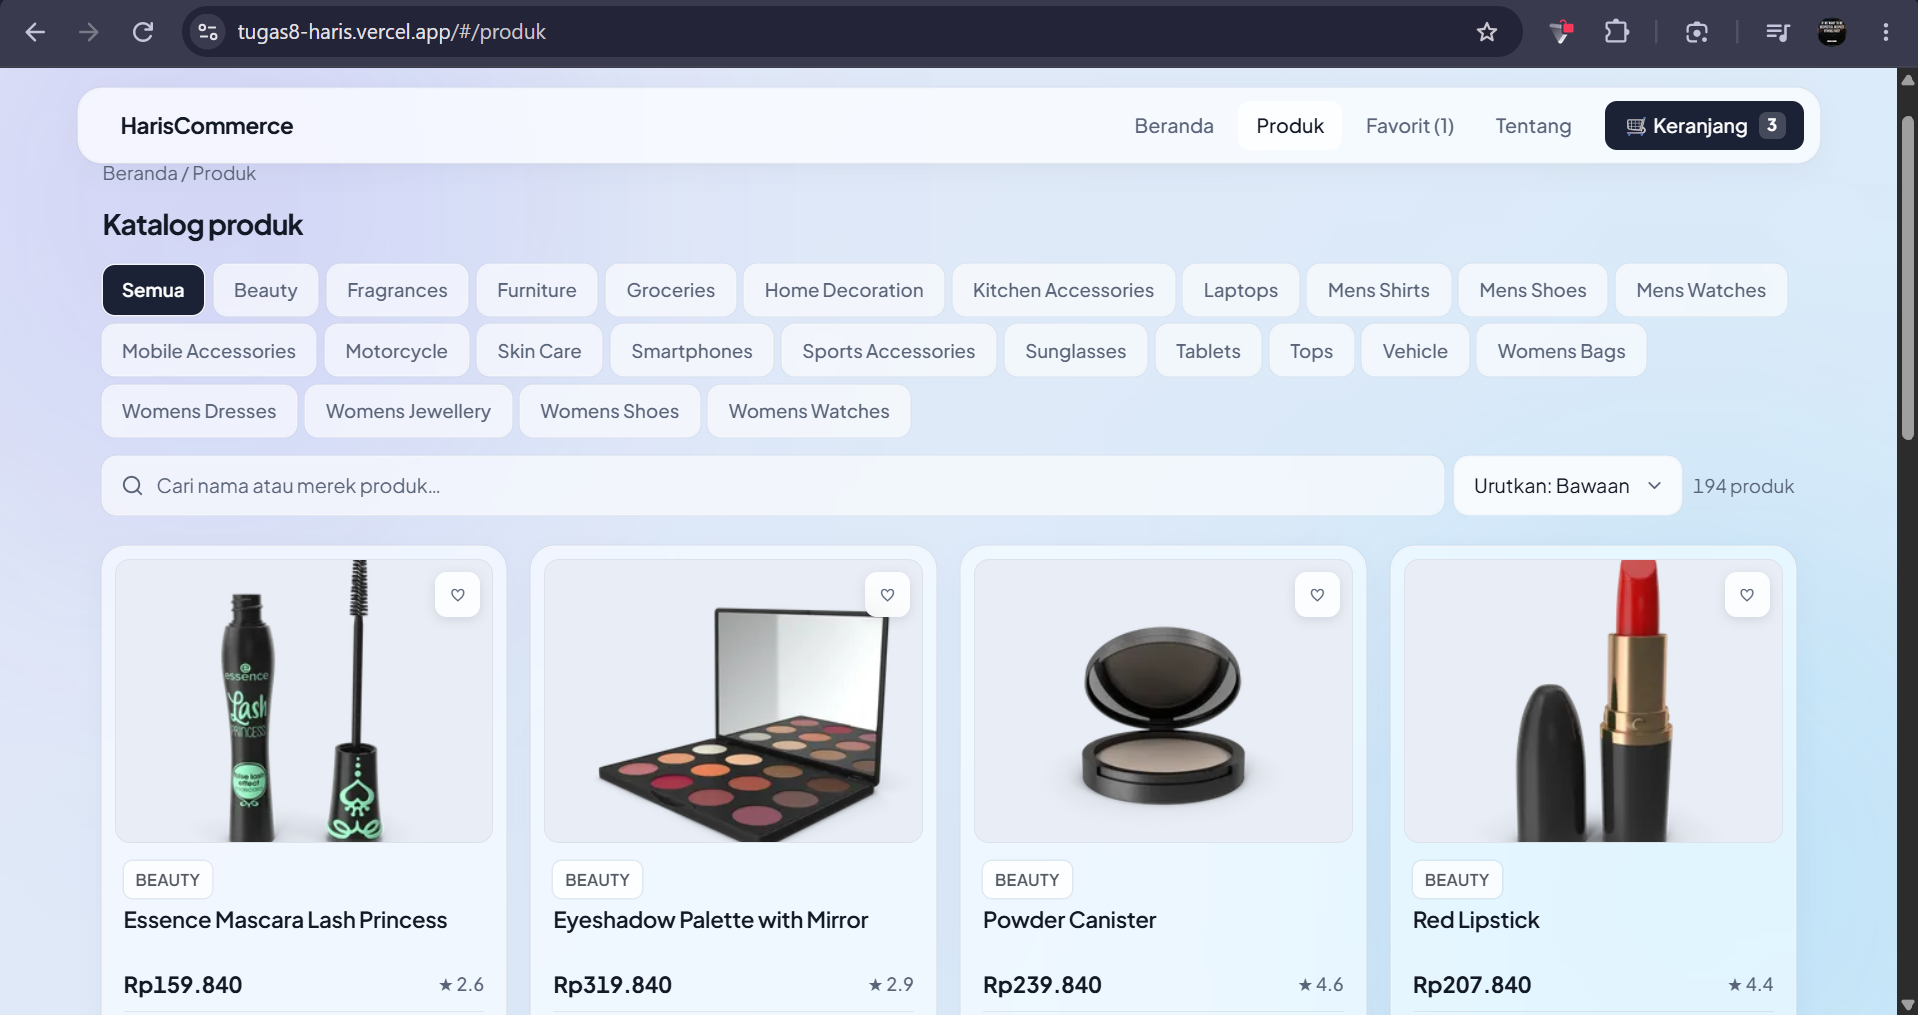 tugas8-haris.vercel.app/#/produk
HarisCommerce
Beranda
Produk
Favorit (1)
Tentang
Keranjang 3
Beranda / Produk
Katalog produk
Semua
Beauty
Fragrances
Furniture
Groceries
Home Decoration
Kitchen Accessories
Laptops
Mens Shirts
Mens Shoes
Mens Watches
Mobile Accessories
Motorcycle
Skin Care
Smartphones
Sports Accessories
Sunglasses
Tablets
Tops
Vehicle
Womens Bags
Womens Dresses
Womens Jewellery
Womens Shoes
Womens Watches
Cari nama atau merek produk...
Urutkan: Bawaan
194 produk
essence
Lash
PRINCESS
false lash
effect
BEAUTY
Essence Mascara Lash Princess
Rp159.840
★ 2.6
BEAUTY
Eyeshadow Palette with Mirror
Rp319.840
★ 2.9
BEAUTY
Powder Canister
Rp239.840
★ 4.6
BEAUTY
Red Lipstick
Rp207.840
★ 4.4